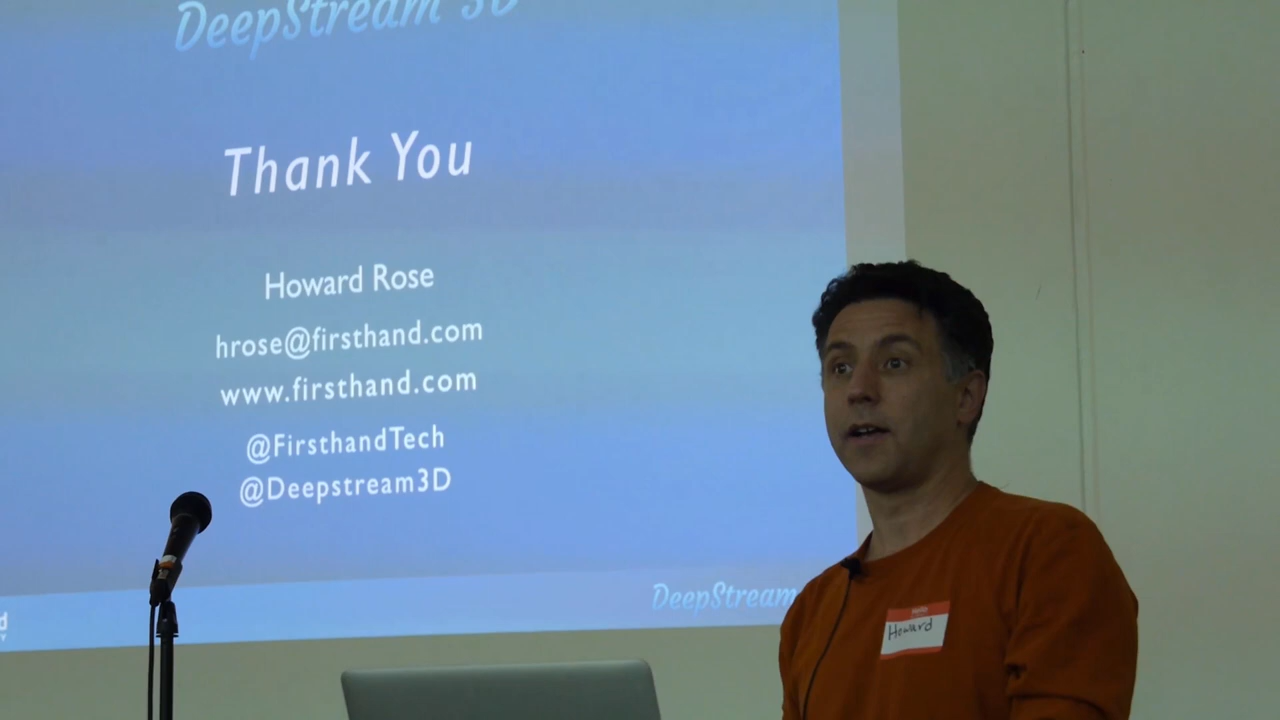 DeepStream 3D
Thank You
Howard Rose
hrose@firsthand.com
www.firsthand.com
@FirsthandTech
@Deepstream3D
DeepStream
Howard